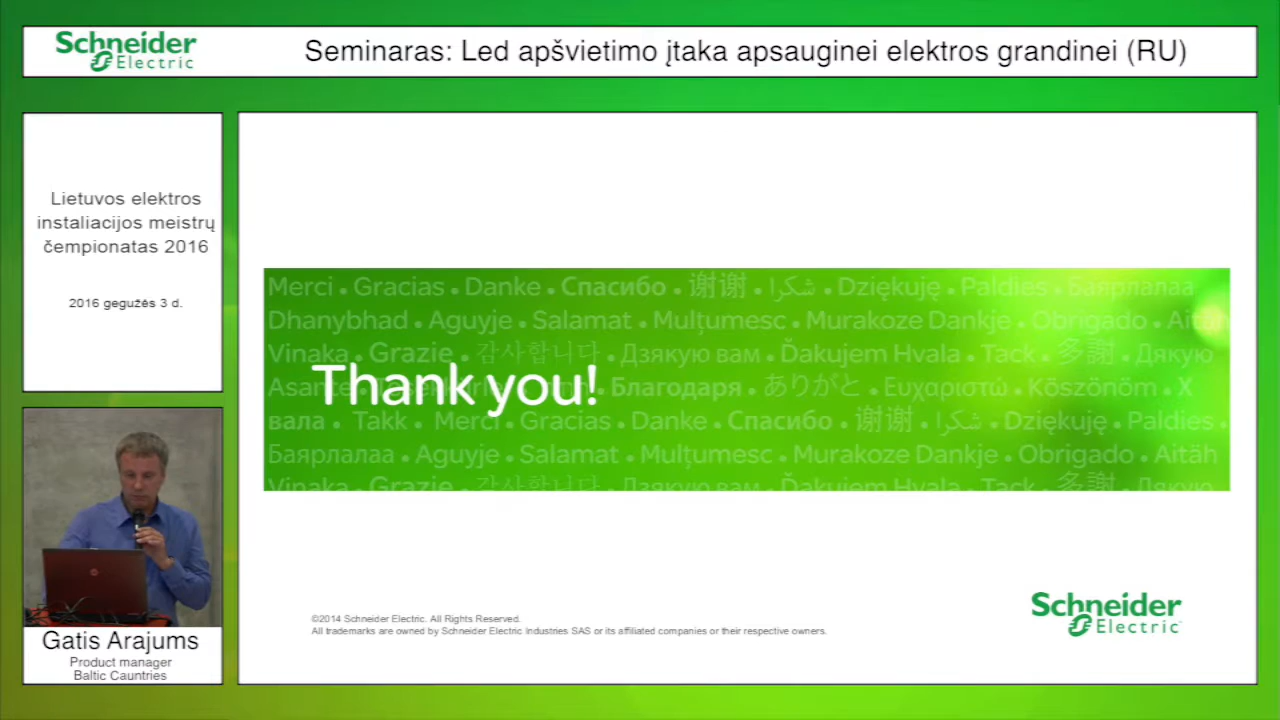 Schneider
Electric
Seminaras: Led apšvietimo įtaka apsauginei elektros grandinei (RU)
Lietuvos elektros
instaliacijos meistrų
čempionatas 2016
2016 gegužės 3 d.
Merci • Gracias • Danke • Спасибо • 谢谢 • شكرا • Dziękuję • Paldies • Баярлалаа
Dhanybhad • Aguyje • Salamat • Mulţumesc • Murakoze Dankje • Obrigado • Aitäh
Vinaka • Grazie • 감사합니다 • Дзякую вам • Ďakujem Hvala • Tack • 多謝 • Дякую
Asante • Благодаря • ありがと • Ευχαριστώ • Köszönöm • Х
Thank you!
вала • Takk • Merci • Gracias • Danke • Спасибо • 谢谢 • شكرا • Dziękuję • Paldies •
Баярлалаа • Aguyje • Salamat • Mulţumesc • Murakoze Dankje • Obrigado • Aitäh
Vinaka • Grazie • 감사합니다 • Дзякую вам • Ďakujem Hvala • Tack • 多謝 • Дякую
©2014 Schneider Electric. All Rights Reserved.
All trademarks are owned by Schneider Electric Industries SAS or its affiliated companies or their respective owners.
Schneider
Electric
Gatis Arajums
Product manager
Baltic Cauntries